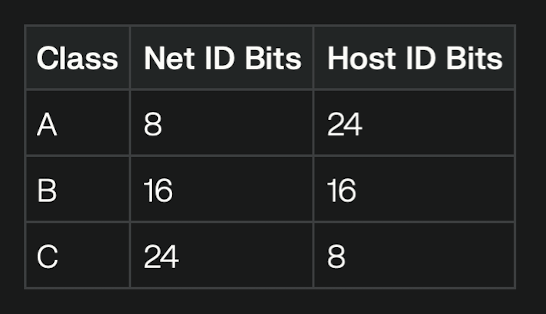 Class Net ID Bits Host ID Bits
A 8 24
B 16 16
C 24 8